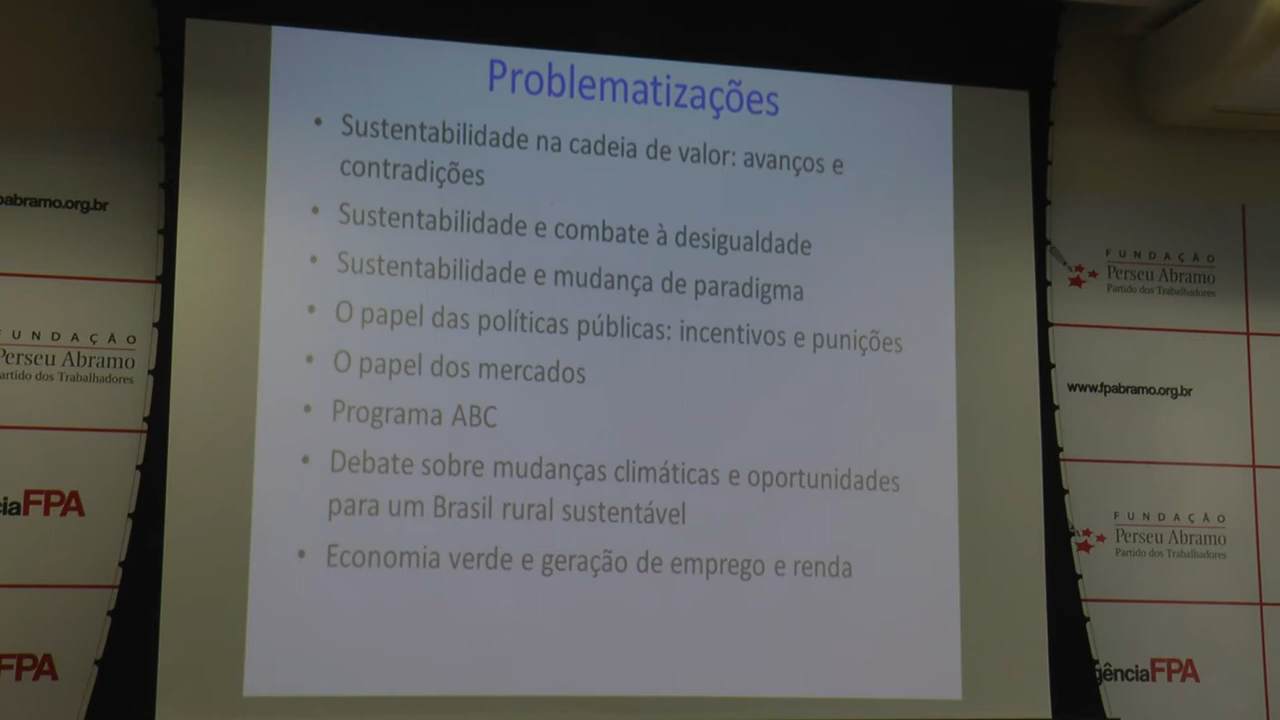 Problematizações
• Sustentabilidade na cadeia de valor: avanços e
contradições
• Sustentabilidade e combate à desigualdade
• Sustentabilidade e mudança de paradigma
• O papel das políticas públicas: incentivos e punições
• O papel dos mercados
• Programa ABC
• Debate sobre mudanças climáticas e oportunidades
para um Brasil rural sustentável
• Economia verde e geração de emprego e renda
pabramo.org.br
UNDAÇÃO
Perseu Abramo
artido dos Trabalhadores
iaFPA
FPA
FUNDAÇÃO
Perseu Abramo
Partido dos Trabalhadores
www.fpabramo.org.br
FUNDAÇÃO
Perseu Abramo
Partido dos Trabalhadores
gênciaFPA